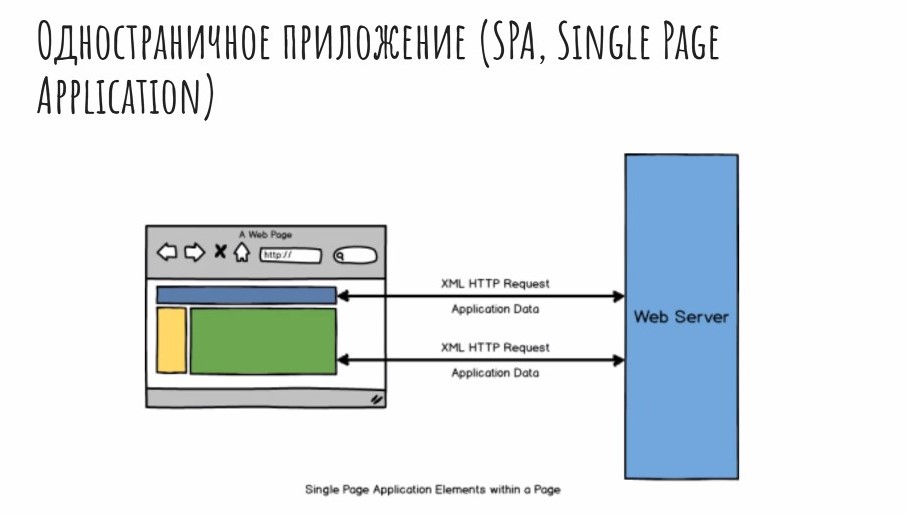 Одностраничное приложение (SPA, Single Page
Application)
A Web Page
http://
XML HTTP Request
Application Data
XML HTTP Request
Application Data
Web Server
Single Page Application Elements within a Page